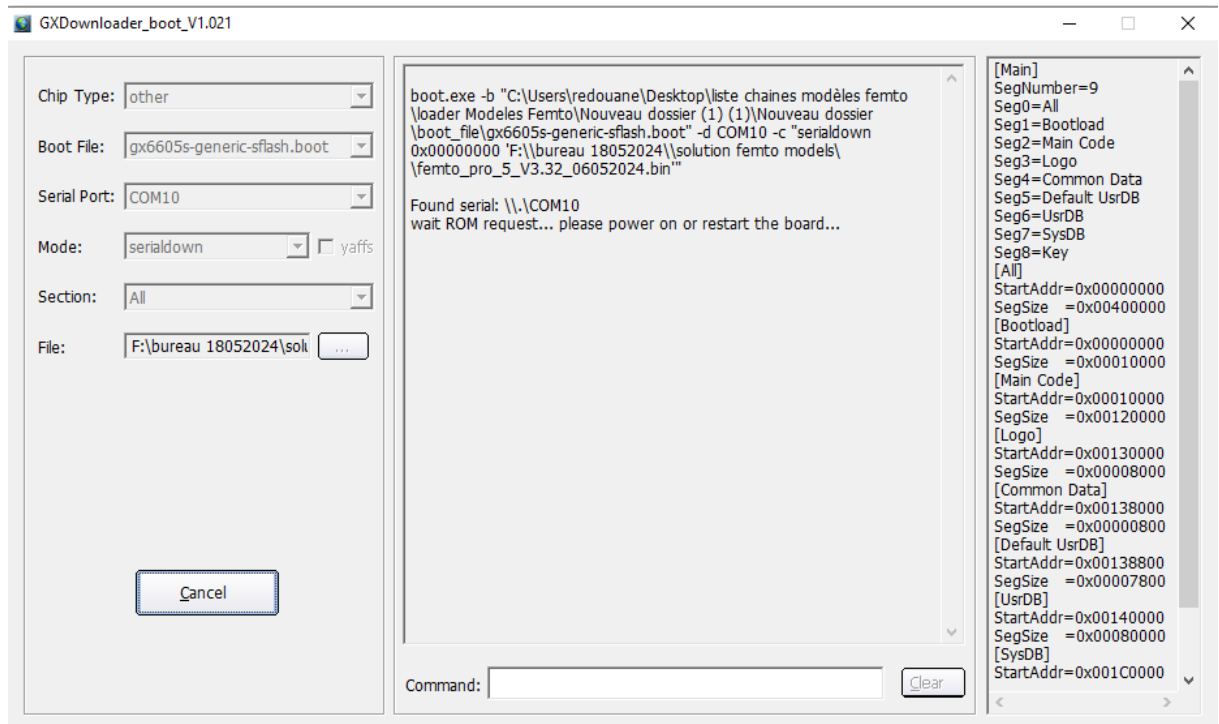 GXDownloader_boot_V1.021
Chip Type: other
Boot File: gx6605s-generic-sflash.boot
Serial Port: COM10
Mode: serialdown yaffs
Section: All
File: F:\bureau 18052024\solu ...
Cancel
boot.exe -b "C:\Users\redouane\Desktop\liste chaines modèles femto
\loader Modeles Femto\Nouveau dossier (1) (1)\Nouveau dossier
\boot_file\gx6605s-generic-sflash.boot" -d COM10 -c "serialdown
0x00000000 'F:\\bureau 18052024\\solution femto models\
\femto_pro_5_V3.32_06052024.bin'"
Found serial: \\.\COM10
wait ROM request... please power on or restart the board...
Command: Clear
[Main]
SegNumber=9
Seg0=All
Seg1=Bootload
Seg2=Main Code
Seg3=Logo
Seg4=Common Data
Seg5=Default UsrDB
Seg6=UsrDB
Seg7=SysDB
Seg8=Key
[All]
StartAddr=0x00000000
SegSize =0x00400000
[Bootload]
StartAddr=0x00000000
SegSize =0x00010000
[Main Code]
StartAddr=0x00010000
SegSize =0x00120000
[Logo]
StartAddr=0x00130000
SegSize =0x00008000
[Common Data]
StartAddr=0x00138000
SegSize =0x00000800
[Default UsrDB]
StartAddr=0x00138800
SegSize =0x00007800
[UsrDB]
StartAddr=0x00140000
SegSize =0x00080000
[SysDB]
StartAddr=0x001C0000